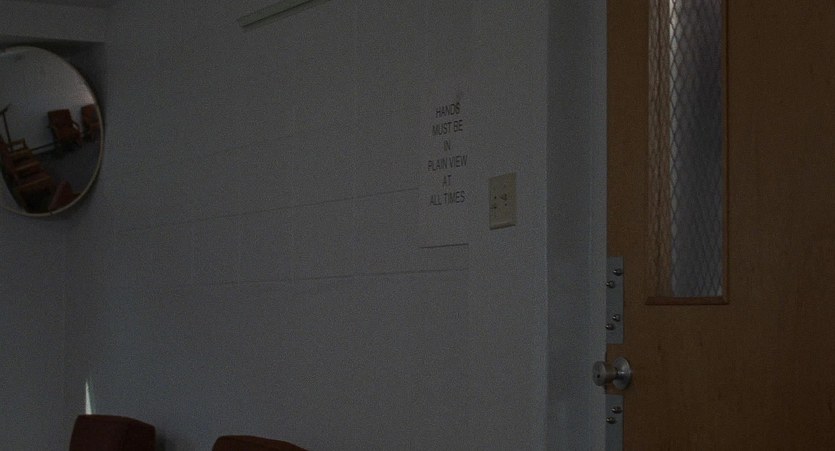 HANDS
MUST BE
IN
PLAIN VIEW
AT
ALL TIMES